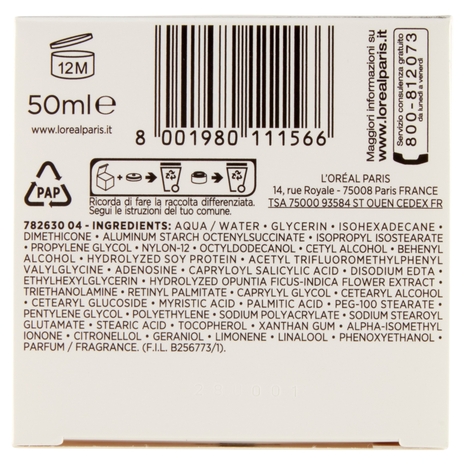 12M
50ml e
www.lorealparis.it
8 001980 111566
Maggiori informazioni su
www.lorealparis.it
Servizio consulenza gratuito
800-812073
da lunedì a venerdì
PAP
Ricorda di fare la raccolta differenziata.
Segui le istruzioni del tuo comune.
L'ORÉAL PARIS
14, rue Royale - 75008 Paris FRANCE
TSA 75000 93584 ST OUEN CEDEX FR
782630 04 - INGREDIENTS: AQUA / WATER • GLYCERIN • ISOHEXADECANE •
DIMETHICONE • ALUMINUM STARCH OCTENYLSUCCINATE • ISOPROPYL ISOSTEARATE
• PROPYLENE GLYCOL • NYLON-12 • OCTYLDODECANOL • CETYL ALCOHOL • BEHENYL
ALCOHOL • HYDROLYZED SOY PROTEIN • ACETYL TRIFLUOROMETHYLPHENYL
VALYLGLYCINE • ADENOSINE • CAPRYLOYL SALICYLIC ACID • DISODIUM EDTA •
ETHYLHEXYLGLYCERIN • HYDROLYZED OPUNTIA FICUS-INDICA FLOWER EXTRACT •
TRIETHANOLAMINE • RETINYL PALMITATE • CAPRYLYL GLYCOL • CETEARYL ALCOHOL
• CETEARYL GLUCOSIDE • MYRISTIC ACID • PALMITIC ACID • PEG-100 STEARATE •
PENTYLENE GLYCOL • POLYETHYLENE • SODIUM POLYACRYLATE • SODIUM STEAROYL
GLUTAMATE • STEARIC ACID • TOCOPHEROL • XANTHAN GUM • ALPHA-ISOMETHYL
IONONE • CITRONELLOL • GERANIOL • LIMONENE • LINALOOL • PHENOXYETHANOL •
PARFUM / FRAGRANCE. (F.I.L. B256773/1).